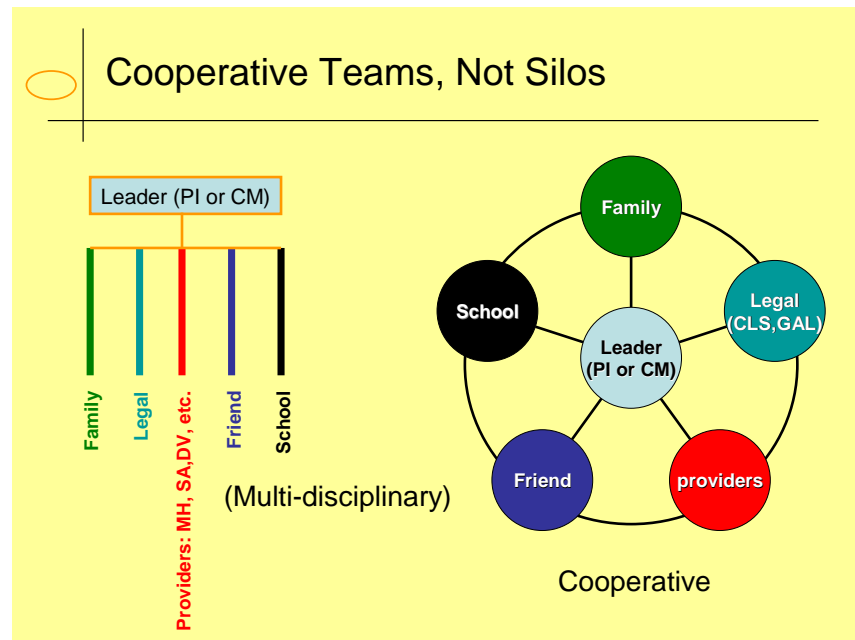 Cooperative Teams, Not Silos
Leader (PI or CM)
Family
Legal
Providers: MH, SA,DV, etc.
Friend
School
(Multi-disciplinary)
Family
School
Legal
(CLS,GAL)
Leader
(PI or CM)
Friend
providers
Cooperative